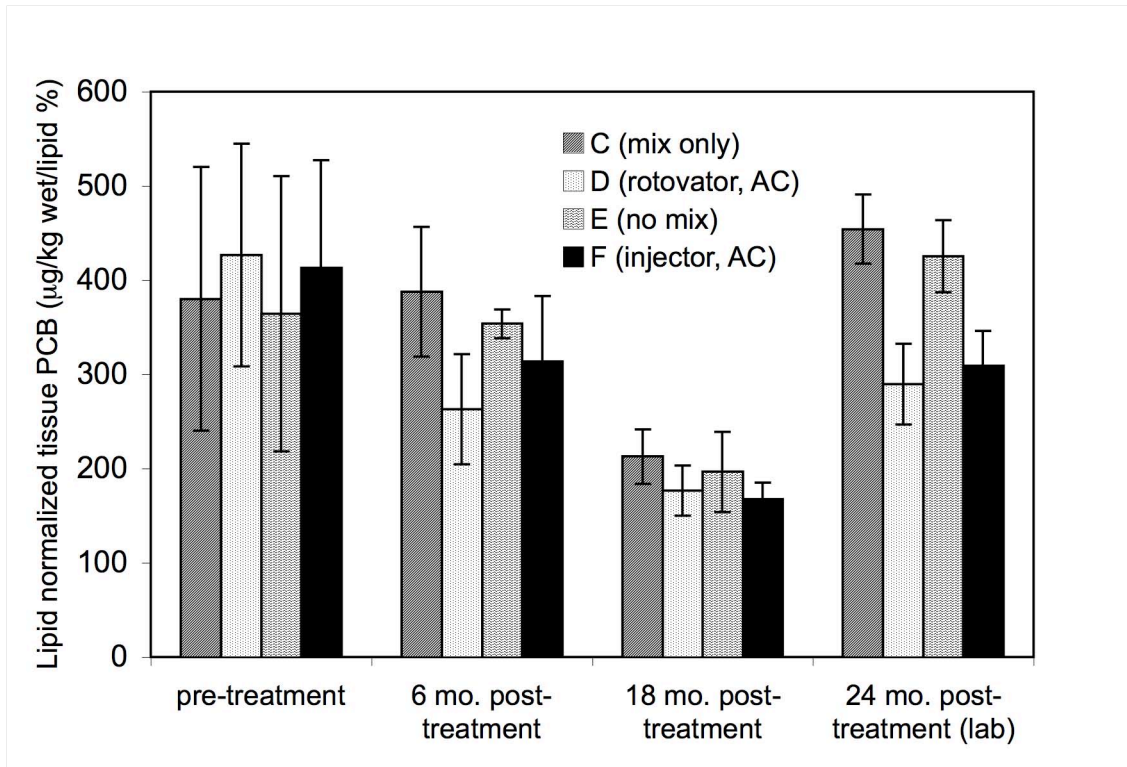 Lipid normalized tissue PCB (µg/kg wet/lipid %)
600
500
400
300
200
100
0
C (mix only)
D (rotovator, AC)
E (no mix)
F (injector, AC)
pre-treatment
6 mo. post-
treatment
18 mo. post-
treatment
24 mo. post-
treatment (lab)